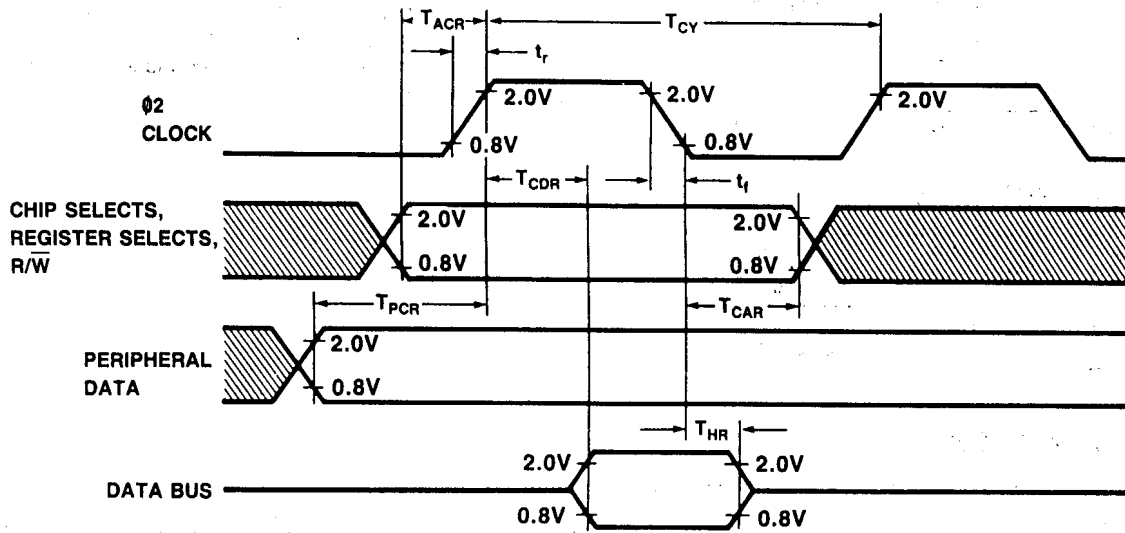 T_ACR
T_CY
t_r
ϕ2
CLOCK
2.0V
2.0V
2.0V
0.8V
0.8V
T_CDR
t_f
CHIP SELECTS,
REGISTER SELECTS,
R/W̅
2.0V
2.0V
0.8V
0.8V
T_PCR
T_CAR
PERIPHERAL
DATA
2.0V
0.8V
T_HR
DATA BUS
2.0V
2.0V
0.8V
0.8V